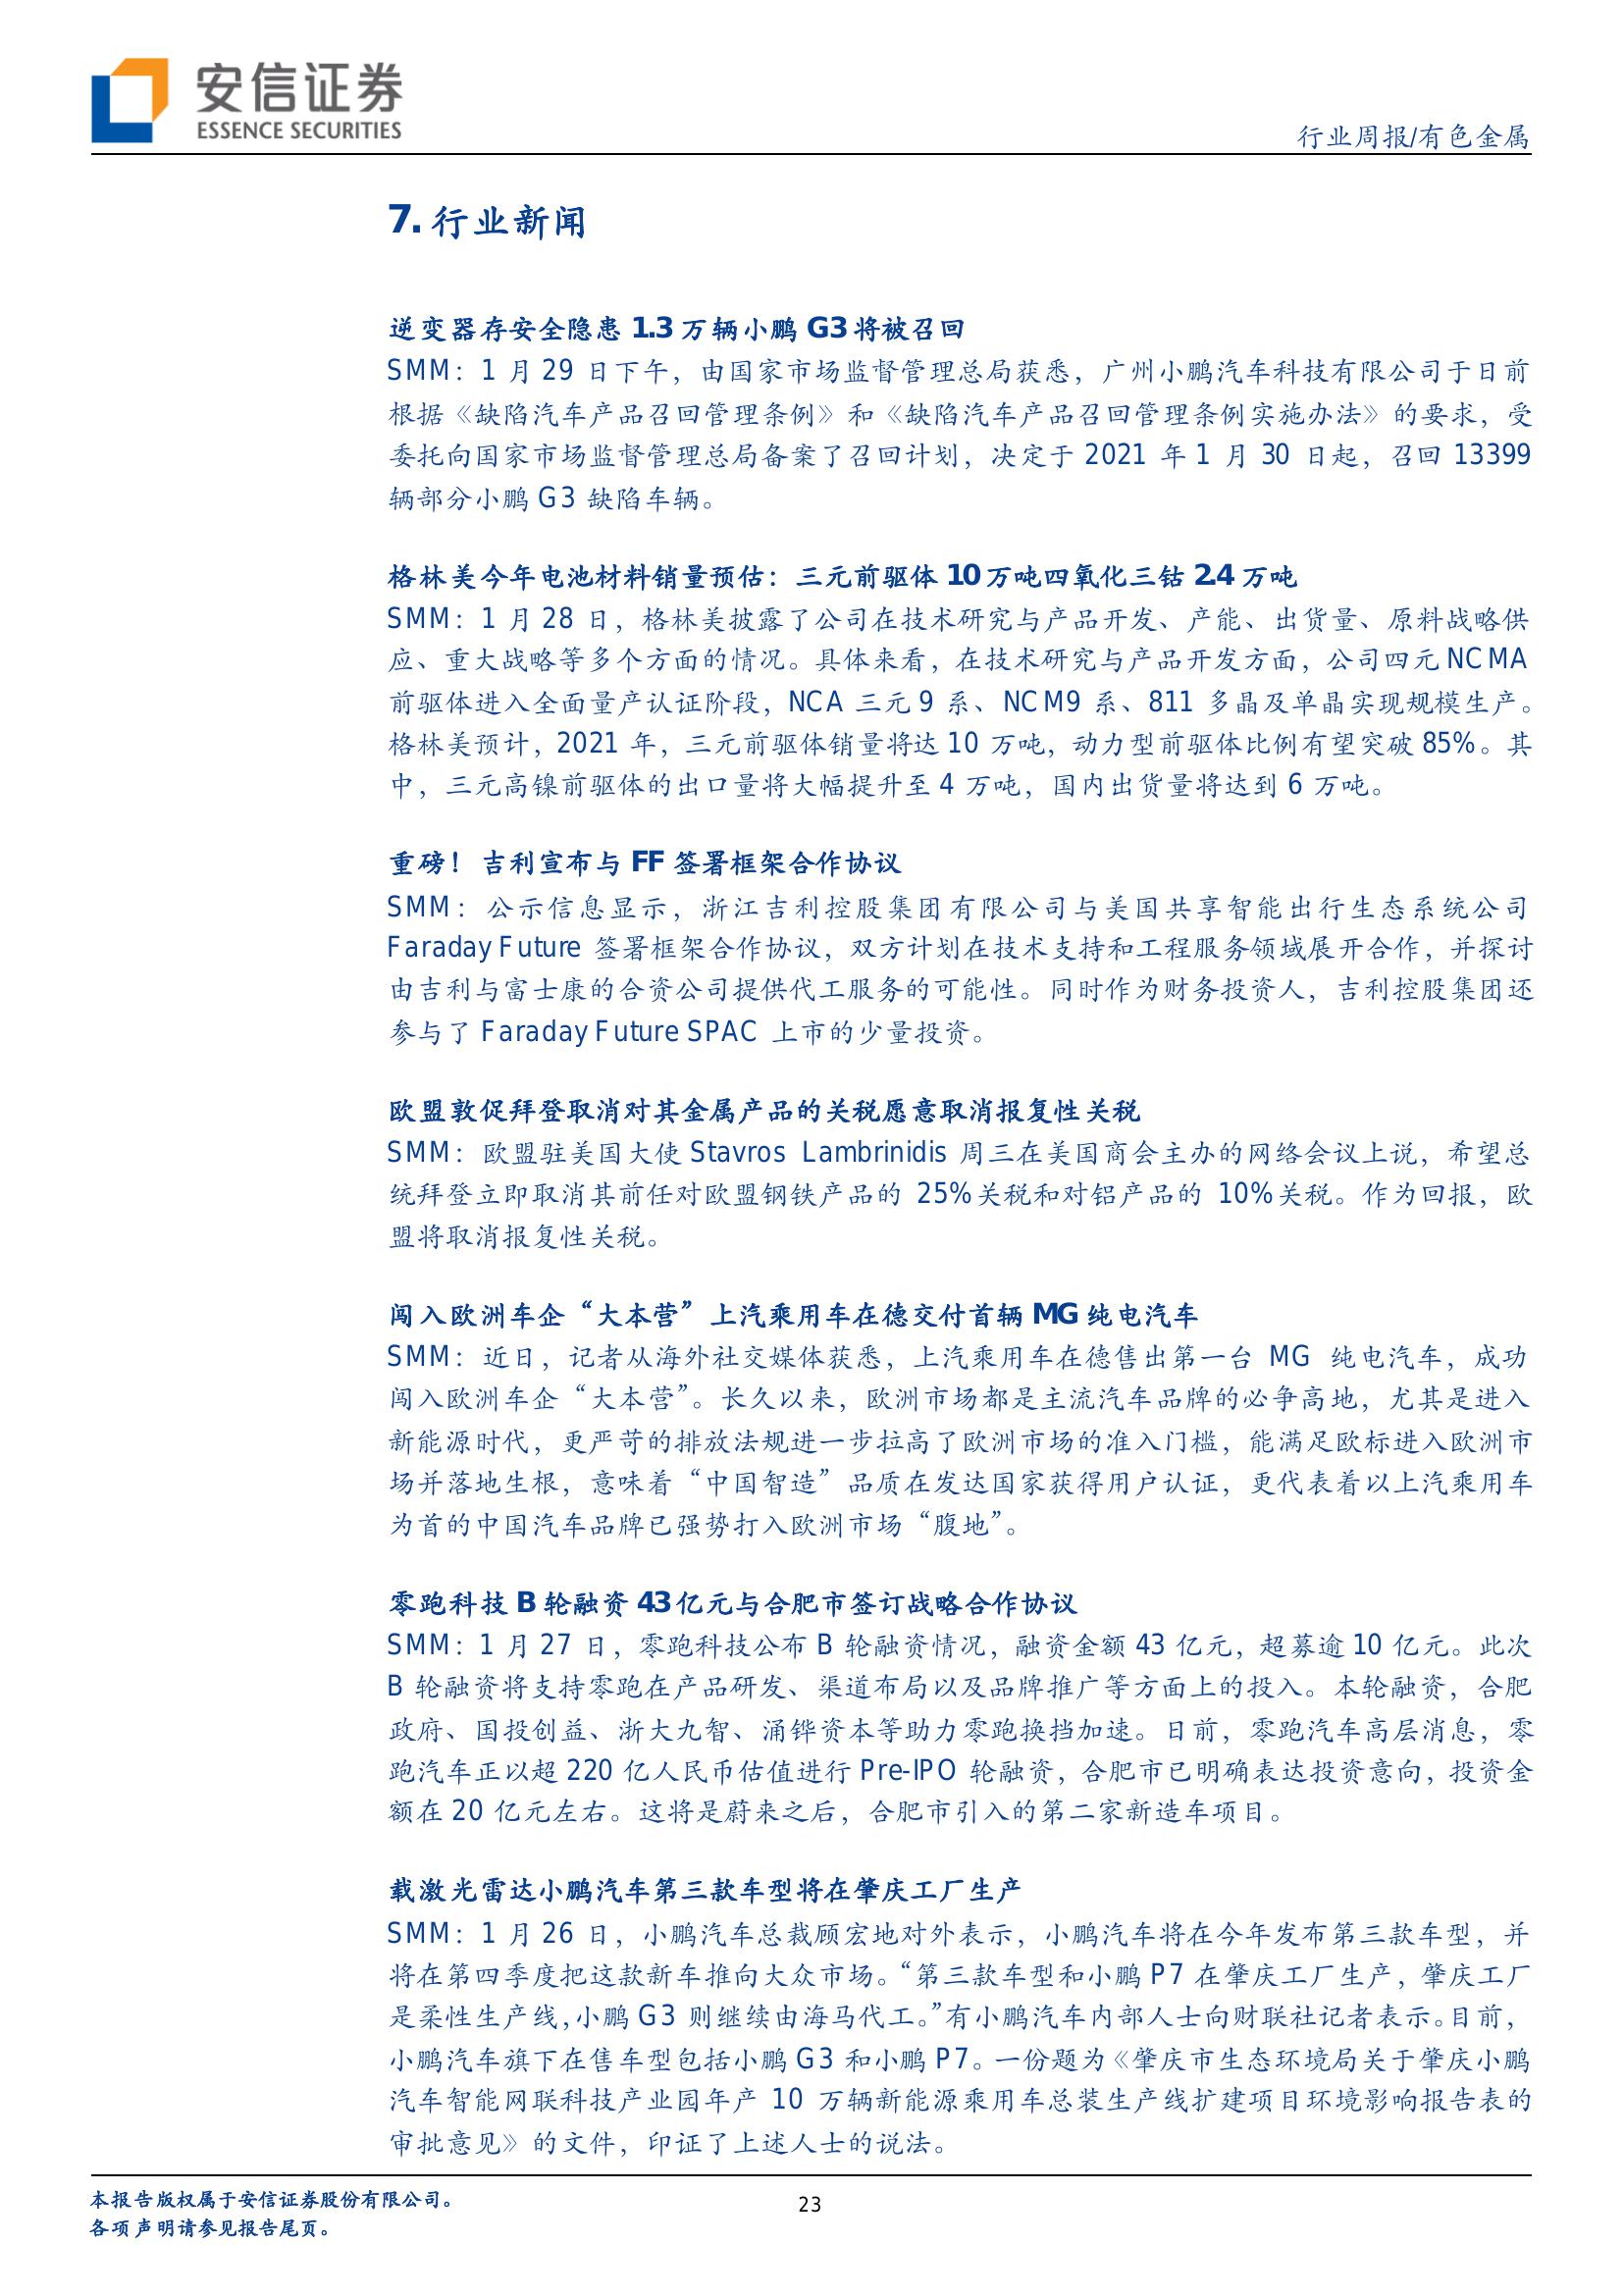 安信证券
ESSENCE SECURITIES
行业周报/有色金属
7. 行业新闻
逆变器存安全隐患 1.3 万辆小鹏 G3 将被召回
SMM：1 月 29 日下午，由国家市场监督管理总局获悉，广州小鹏汽车科技有限公司于日前
根据《缺陷汽车产品召回管理条例》和《缺陷汽车产品召回管理条例实施办法》的要求，受
委托向国家市场监督管理总局备案了召回计划，决定于 2021 年 1 月 30 日起，召回 13399
辆部分小鹏 G3 缺陷车辆。
格林美今年电池材料销量预估：三元前驱体 10 万吨四氧化三钴 2.4 万吨
SMM：1 月 28 日，格林美披露了公司在技术研究与产品开发、产能、出货量、原料战略供
应、重大战略等多个方面的情况。具体来看，在技术研究与产品开发方面，公司四元 NCMA
前驱体进入全面量产认证阶段，NCA 三元 9 系、NCM9 系、811 多晶及单晶实现规模生产。
格林美预计，2021 年，三元前驱体销量将达 10 万吨，动力型前驱体比例有望突破 85%。其
中，三元高镍前驱体的出口量将大幅提升至 4 万吨，国内出货量将达到 6 万吨。
重磅！吉利宣布与 FF 签署框架合作协议
SMM：公示信息显示，浙江吉利控股集团有限公司与美国共享智能出行生态系统公司
Faraday Future 签署框架合作协议，双方计划在技术支持和工程服务领域展开合作，并探讨
由吉利与富士康的合资公司提供代工服务的可能性。同时作为财务投资人，吉利控股集团还
参与了 Faraday Future SPAC 上市的少量投资。
欧盟敦促拜登取消对其金属产品的关税愿意取消报复性关税
SMM：欧盟驻美国大使 Stavros Lambrinidis 周三在美国商会主办的网络会议上说，希望总
统拜登立即取消其前任对欧盟钢铁产品的 25%关税和对铝产品的 10%关税。作为回报，欧
盟将取消报复性关税。
闯入欧洲车企“大本营”上汽乘用车在德交付首辆 MG 纯电汽车
SMM：近日，记者从海外社交媒体获悉，上汽乘用车在德售出第一台 MG 纯电汽车，成功
闯入欧洲车企“大本营”。长久以来，欧洲市场都是主流汽车品牌的必争高地，尤其是进入
新能源时代，更严苛的排放法规进一步拉高了欧洲市场的准入门槛，能满足欧标进入欧洲市
场并落地生根，意味着“中国智造”品质在发达国家获得用户认证，更代表着以上汽乘用车
为首的中国汽车品牌已强势打入欧洲市场“腹地”。
零跑科技 B 轮融资 43 亿元与合肥市签订战略合作协议
SMM：1 月 27 日，零跑科技公布 B 轮融资情况，融资金额 43 亿元，超募逾 10 亿元。此次
B 轮融资将支持零跑在产品研发、渠道布局以及品牌推广等方面上的投入。本轮融资，合肥
政府、国投创益、浙大九智、涌铧资本等助力零跑换挡加速。日前，零跑汽车高层消息，零
跑汽车正以超 220 亿人民币估值进行 Pre-IPO 轮融资，合肥市已明确表达投资意向，投资金
额在 20 亿元左右。这将是蔚来之后，合肥市引入的第二家新造车项目。
载激光雷达小鹏汽车第三款车型将在肇庆工厂生产
SMM：1 月 26 日，小鹏汽车总裁顾宏地对外表示，小鹏汽车将在今年发布第三款车型，并
将在第四季度把这款新车推向大众市场。“第三款车型和小鹏 P7 在肇庆工厂生产，肇庆工厂
是柔性生产线，小鹏 G3 则继续由海马代工。”有小鹏汽车内部人士向财联社记者表示。目前，
小鹏汽车旗下在售车型包括小鹏 G3 和小鹏 P7。一份题为《肇庆市生态环境局关于肇庆小鹏
汽车智能网联科技产业园年产 10 万辆新能源乘用车总装生产线扩建项目环境影响报告表的
审批意见》的文件，印证了上述人士的说法。
本报告版权属于安信证券股份有限公司。
23
各项声明请参见报告尾页。